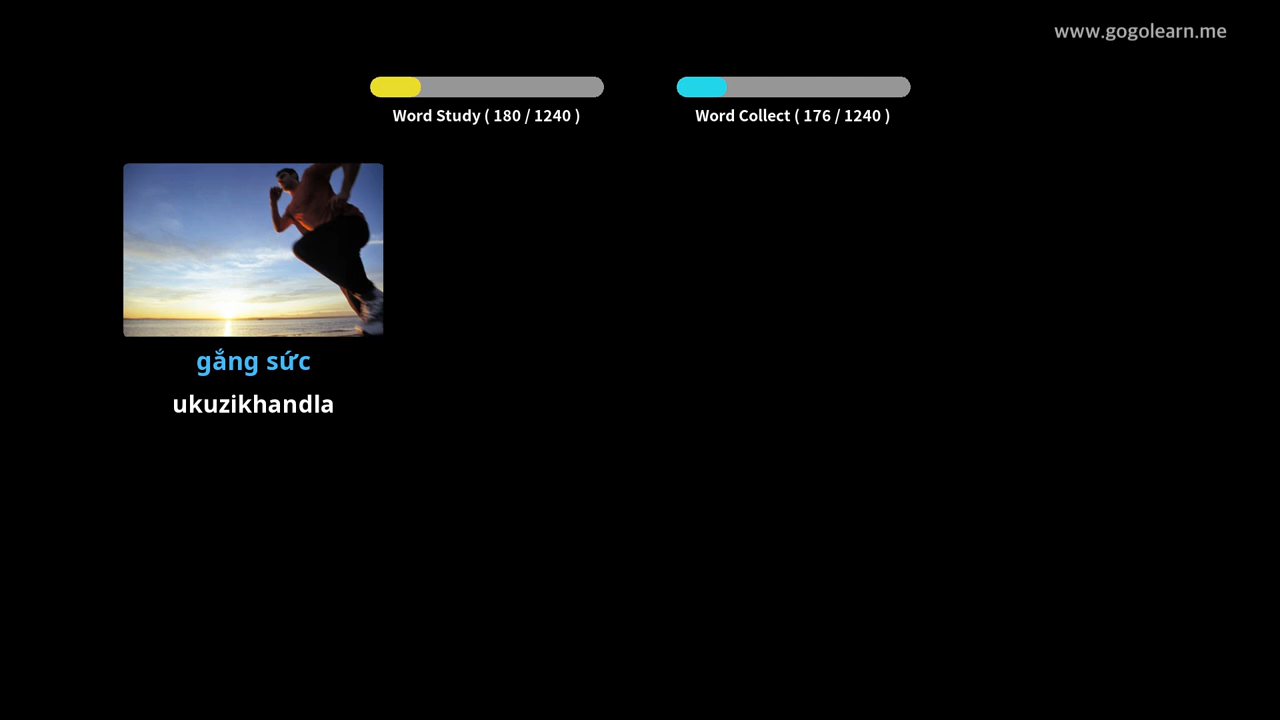 www.gogolearn.me
Word Study ( 180 / 1240 )
Word Collect ( 176 / 1240 )
gắng sức
ukuzikhandla